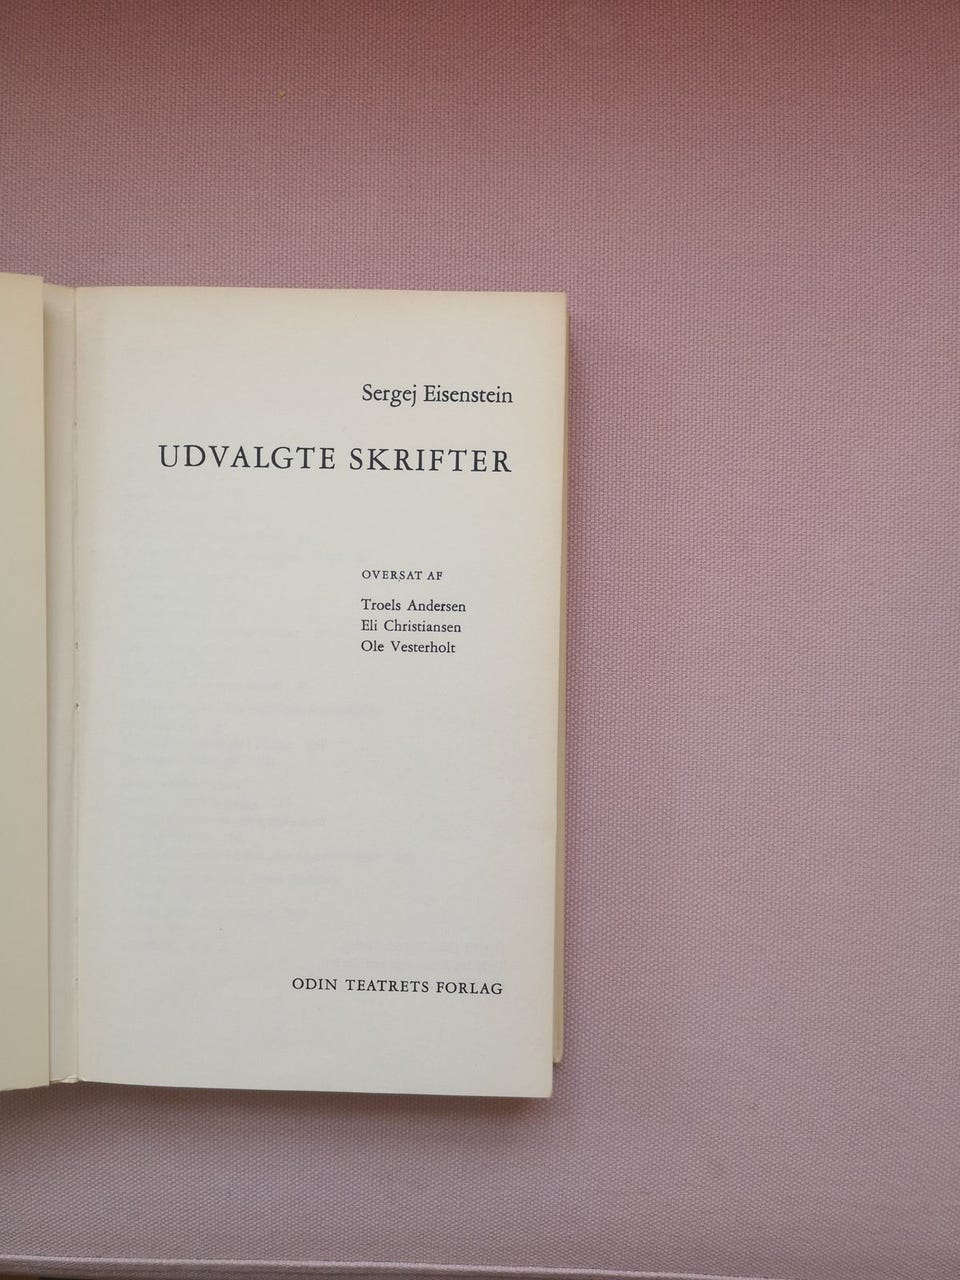 Sergej Eisenstein
UDVALGTE SKRIFTER
OVERSAT AF
Troels Andersen
Eli Christiansen
Ole Vesterholt
ODIN TEATRETS FORLAG